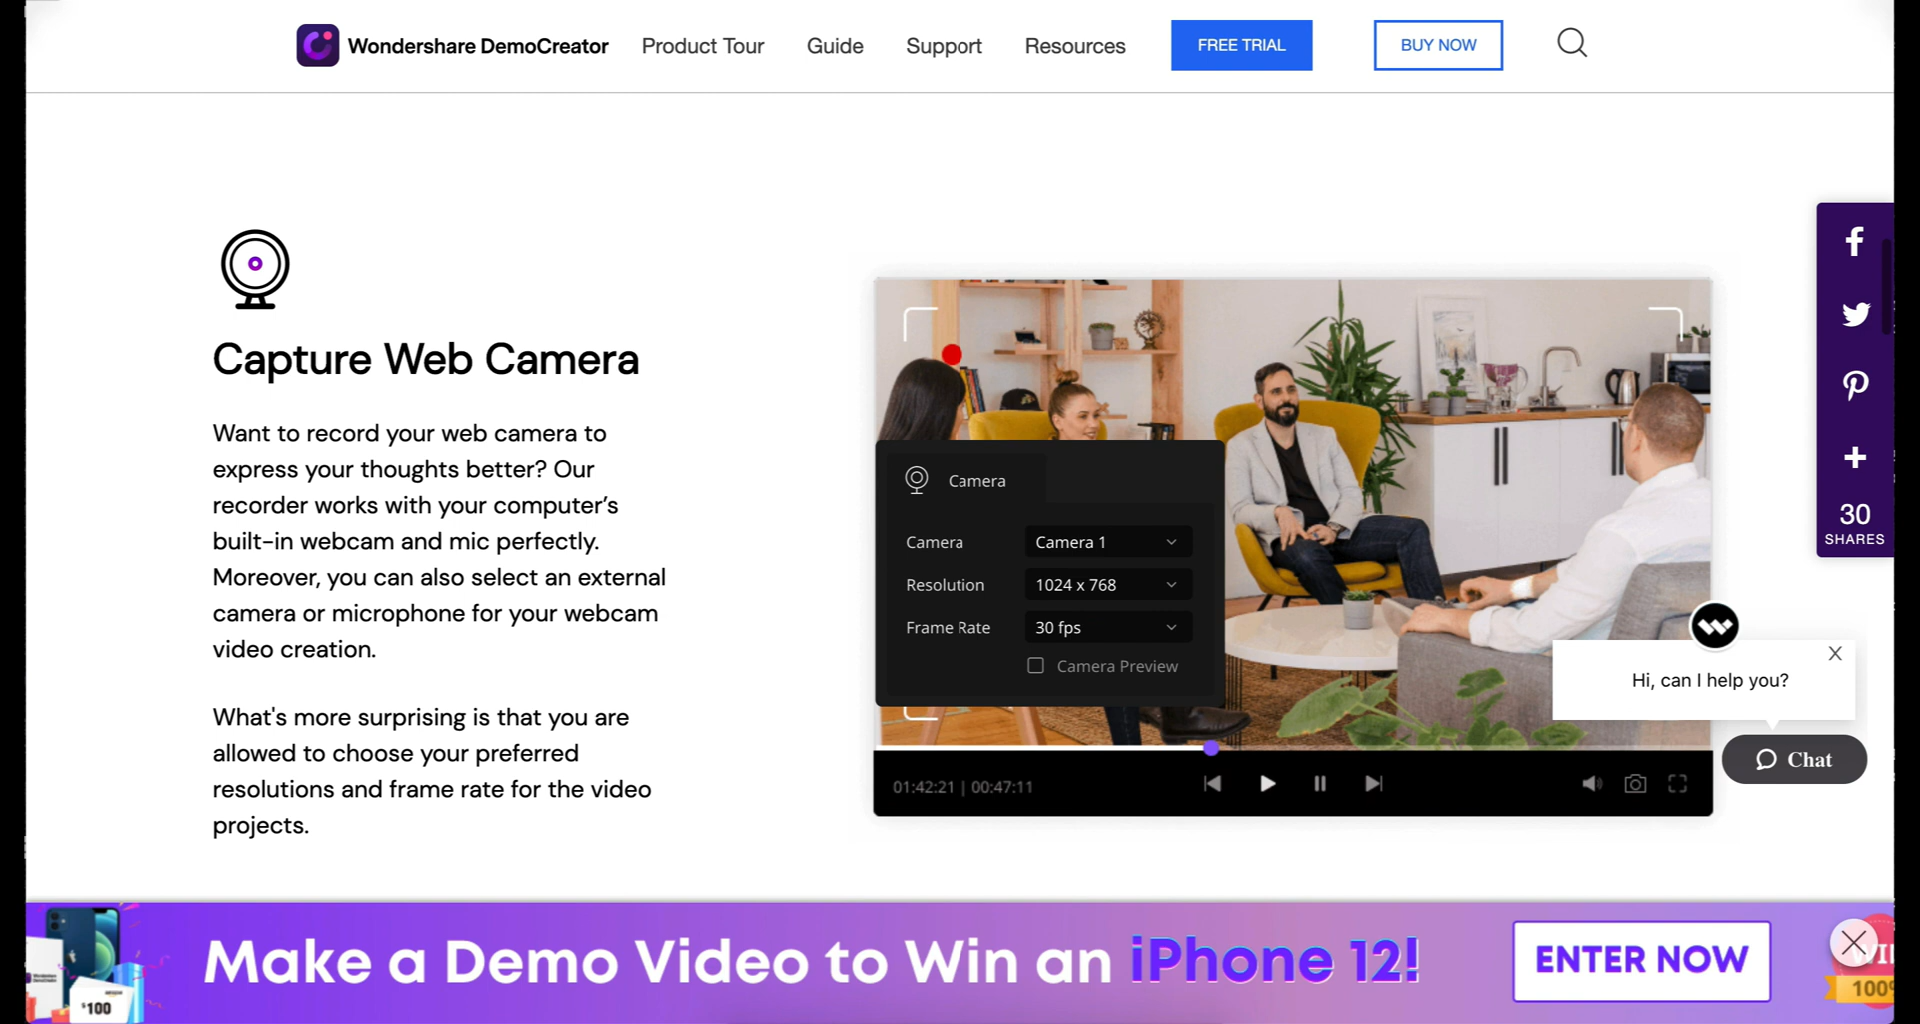 Wondershare DemoCreator Product Tour Guide Support Resources FREE TRIAL BUY NOW
Capture Web Camera
Want to record your web camera to
express your thoughts better? Our
recorder works with your computer’s
built-in webcam and mic perfectly.
Moreover, you can also select an external
camera or microphone for your webcam
video creation.
What's more surprising is that you are
allowed to choose your preferred
resolutions and frame rate for the video
projects.
Camera
Camera Camera 1
Resolution 1024 x 768
Frame Rate 30 fps
Camera Preview
01:42:21 | 00:47:11
30
SHARES
Hi, can I help you?
Chat
$100
Make a Demo Video to Win an iPhone 12!
ENTER NOW